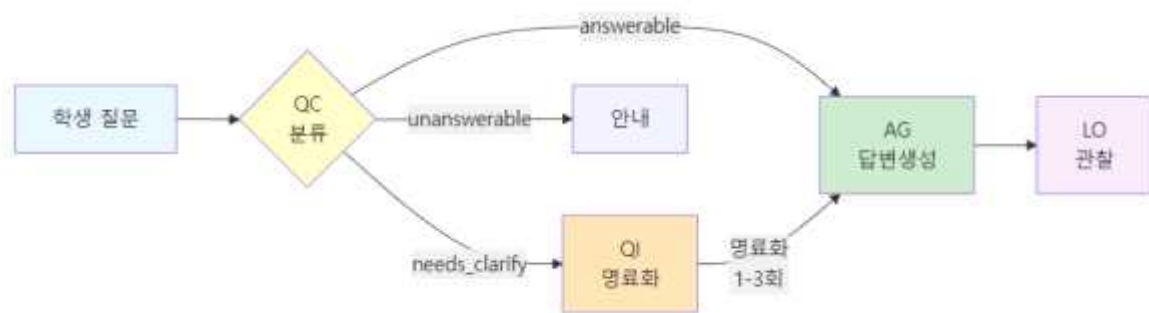 학생 질문
QC
분류
answerable
unanswerable
needs_clarify
안내
QI
명료화
명료화
1-3회
AG
답변생성
LO
관찰